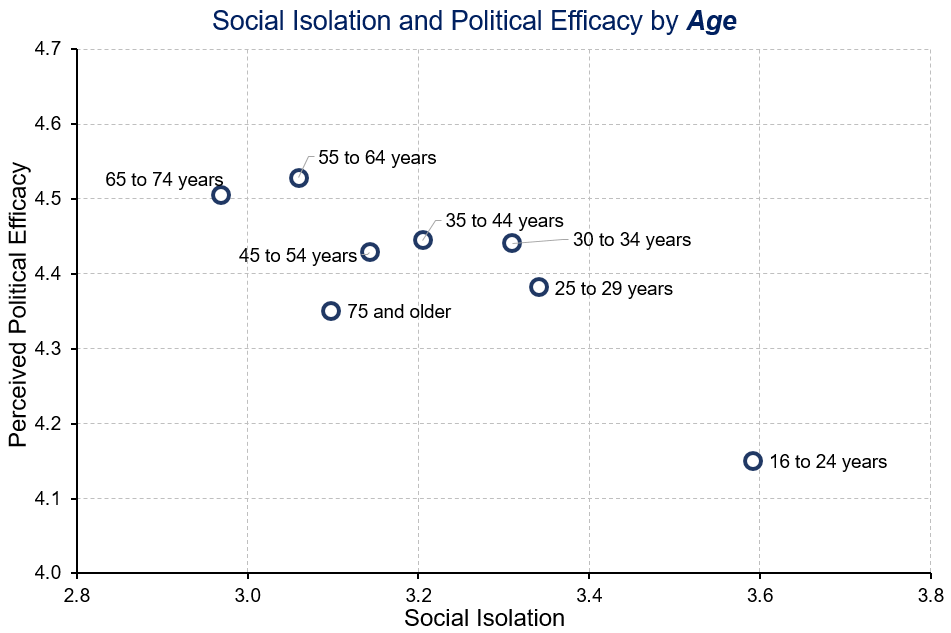 Social Isolation and Political Efficacy by Age
Perceived Political Efficacy
4.7
4.6
4.5
4.4
4.3
4.2
4.1
4.0
55 to 64 years
65 to 74 years
35 to 44 years
30 to 34 years
45 to 54 years
25 to 29 years
75 and older
16 to 24 years
2.8 3.0 3.2 3.4 3.6 3.8
Social Isolation